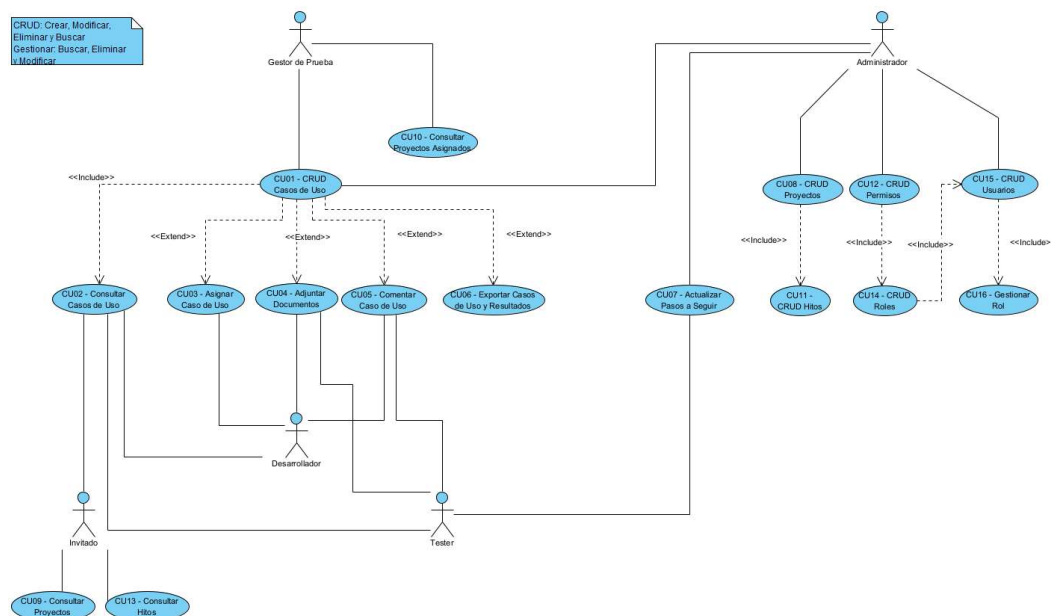 CRUD: Crear, Modificar,
Eliminar y Buscar
Gestionar: Buscar, Eliminar
y Modificar
Gestor de Prueba
Administrador
CU10 - Consultar
Proyectos Asignados
<<Include>>
CU01 - CRUD
Casos de Uso
CU08 - CRUD
Proyectos
CU12 - CRUD
Permisos
CU15 - CRUD
Usuarios
<<Extend>>
<<Extend>>
<<Extend>>
<<Extend>>
<<Include>>
<<Include>>
<<Include>>
<<Include>
CU02 - Consultar
Casos de Uso
CU03 - Asignar
Caso de Uso
CU04 - Adjuntar
Documentos
CU05 - Comentar
Caso de Uso
CU06 - Exportar Casos
de Uso y Resultados
CU07 - Actualizar
Pasos a Seguir
CU11 -
CRUD Hitos
CU14 - CRUD
Roles
CU16 - Gestionar
Rol
Desarrollador
Invitado
Tester
CU09 - Consultar
Proyectos
CU13 - Consultar
Hitos